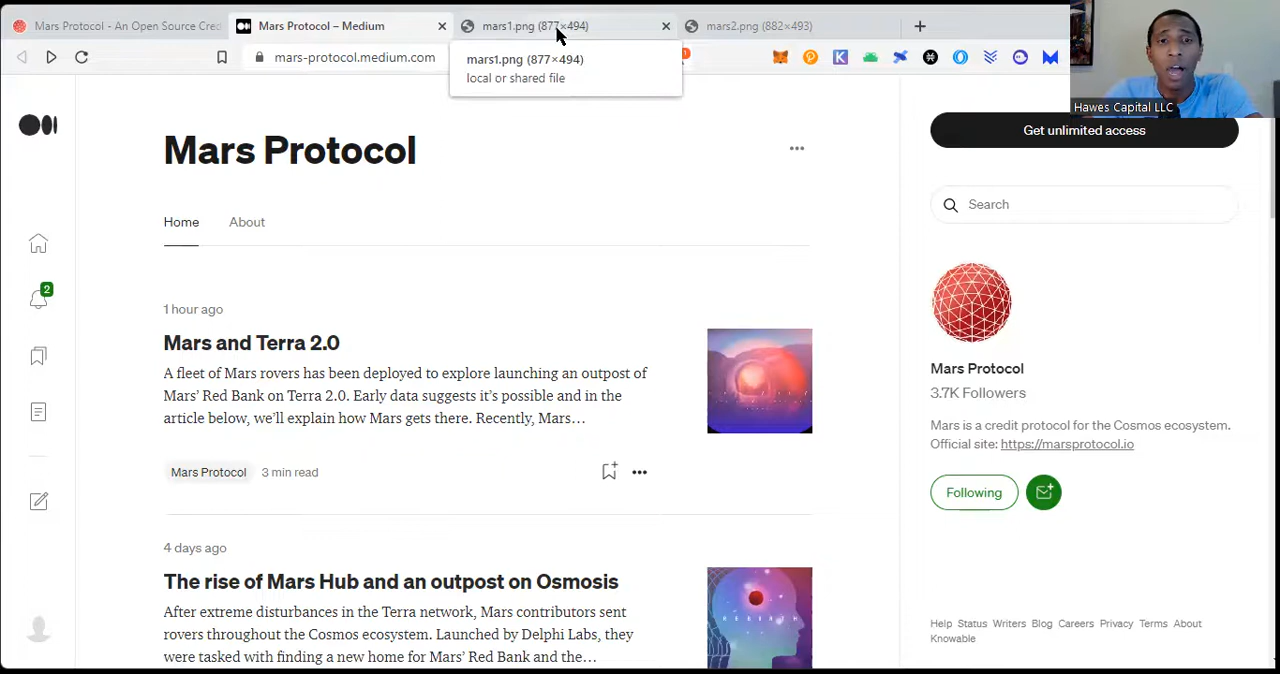 Mars Protocol - An Open Source Cred
Mars Protocol – Medium
mars1.png (877×494)
mars2.png (882×493)
mars-protocol.medium.com
mars1.png (877×494)
local or shared file
1
Hawes Capital LLC
Mars Protocol
Get unlimited access
Search
Home
About
2
1 hour ago
Mars and Terra 2.0
A fleet of Mars rovers has been deployed to explore launching an outpost of
Mars' Red Bank on Terra 2.0. Early data suggests it's possible and in the
article below, we'll explain how Mars gets there. Recently, Mars...
Mars Protocol
3 min read
Mars Protocol
3.7K Followers
Mars is a credit protocol for the Cosmos ecosystem.
Official site: https://marsprotocol.io
Following
4 days ago
The rise of Mars Hub and an outpost on Osmosis
After extreme disturbances in the Terra network, Mars contributors sent
rovers throughout the Cosmos ecosystem. Launched by Delphi Labs, they
were tasked with finding a new home for Mars' Red Bank and the...
REBIRTH
Help Status Writers Blog Careers Privacy Terms About
Knowable